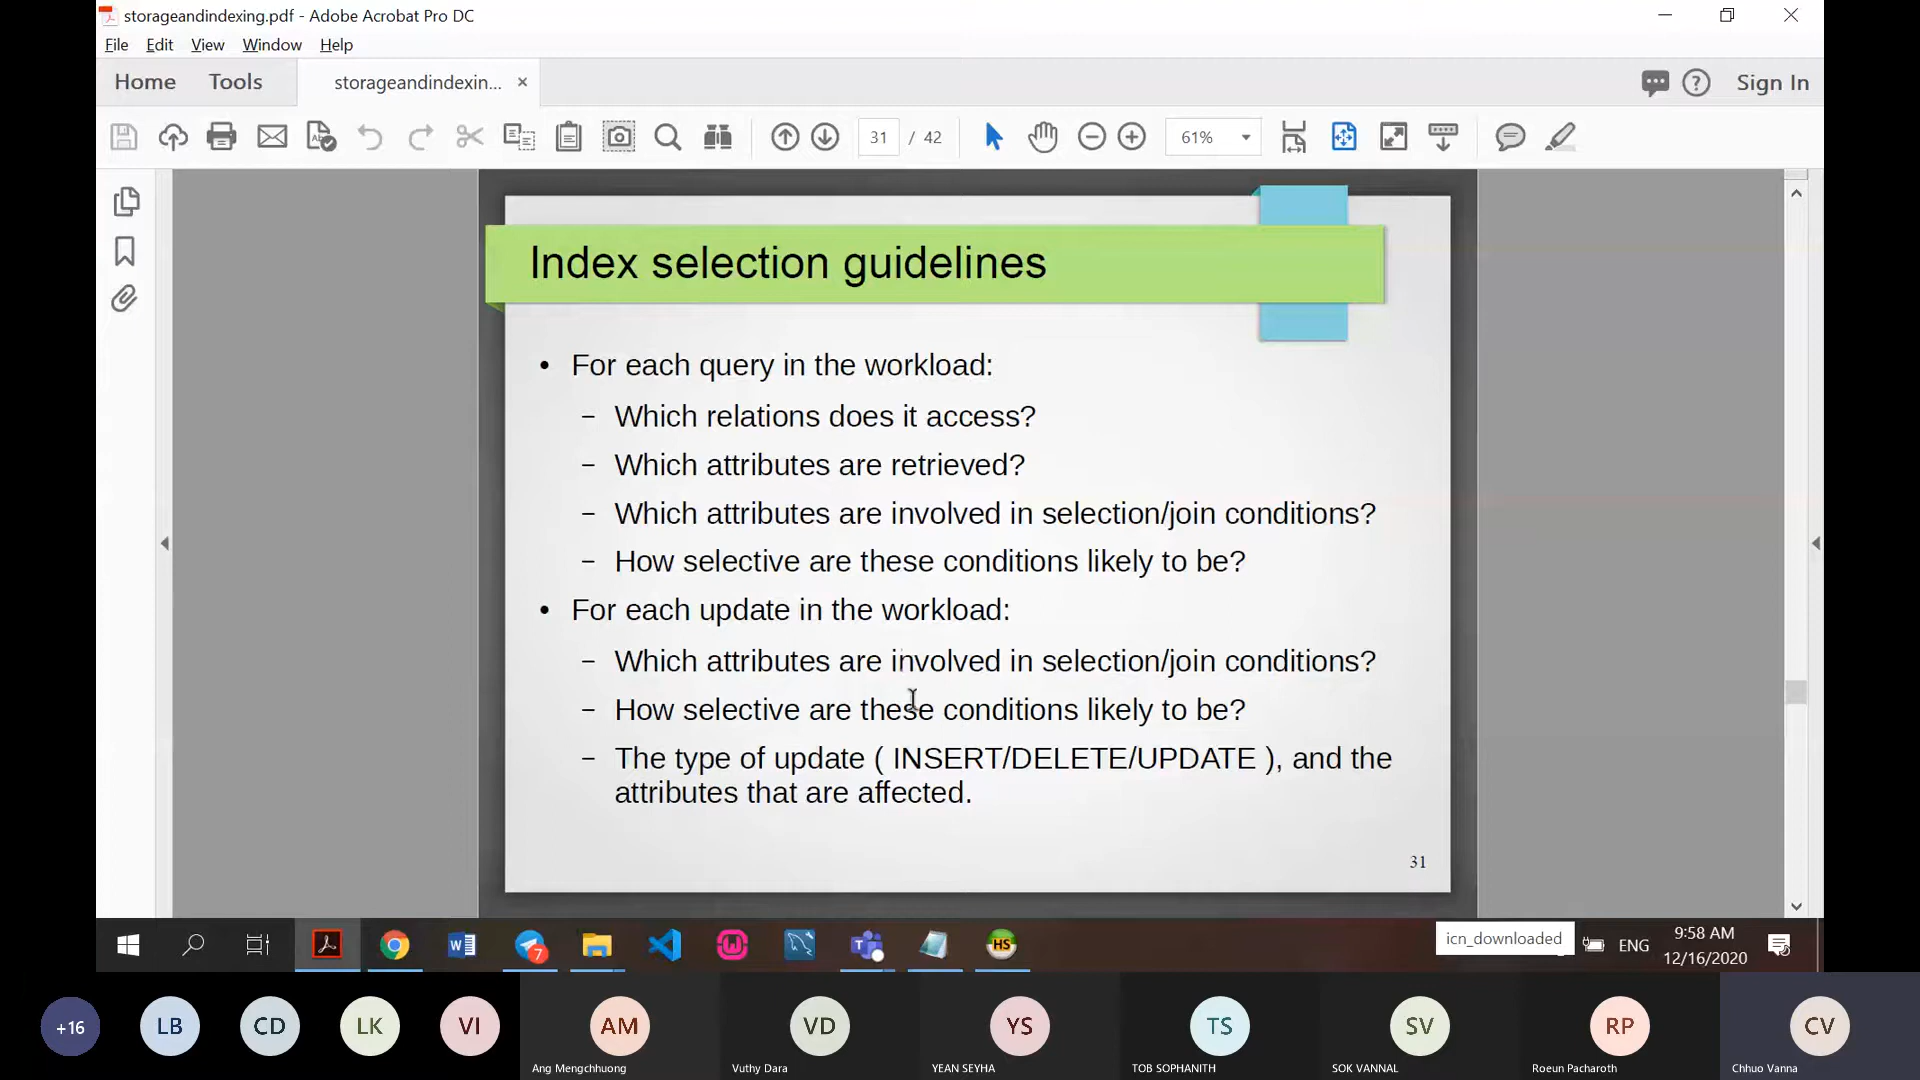 storageandindexing.pdf - Adobe Acrobat Pro DC
File Edit View Window Help
Home Tools storageandindexin... × Sign In
31 / 42 61%
Index selection guidelines
• For each query in the workload:
– Which relations does it access?
– Which attributes are retrieved?
– Which attributes are involved in selection/join conditions?
– How selective are these conditions likely to be?
• For each update in the workload:
– Which attributes are involved in selection/join conditions?
– How selective are these conditions likely to be?
– The type of update ( INSERT/DELETE/UPDATE ), and the
attributes that are affected.
31
icn_downloaded
7 HS ENG 9:58 AM
12/16/2020
+16 LB CD LK VI AM VD YS TS SV RP CV
Ang Mengchhuong Vuthy Dara YEAN SEYHA TOB SOPHANITH SOK VANNAL Roeun Pacharoth Chhuo Vanna